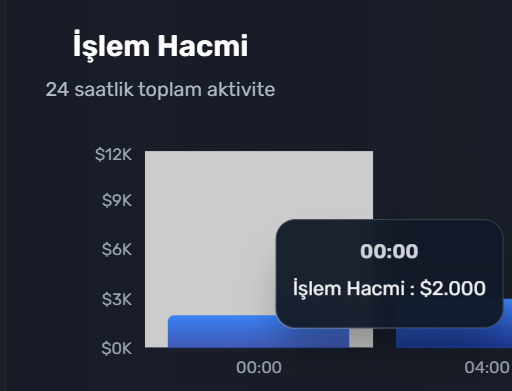 İşlem Hacmi
24 saatlik toplam aktivite
$12K
$9K
$6K
$3K
$0K
00:00
İşlem Hacmi : $2.000
00:00
04:00